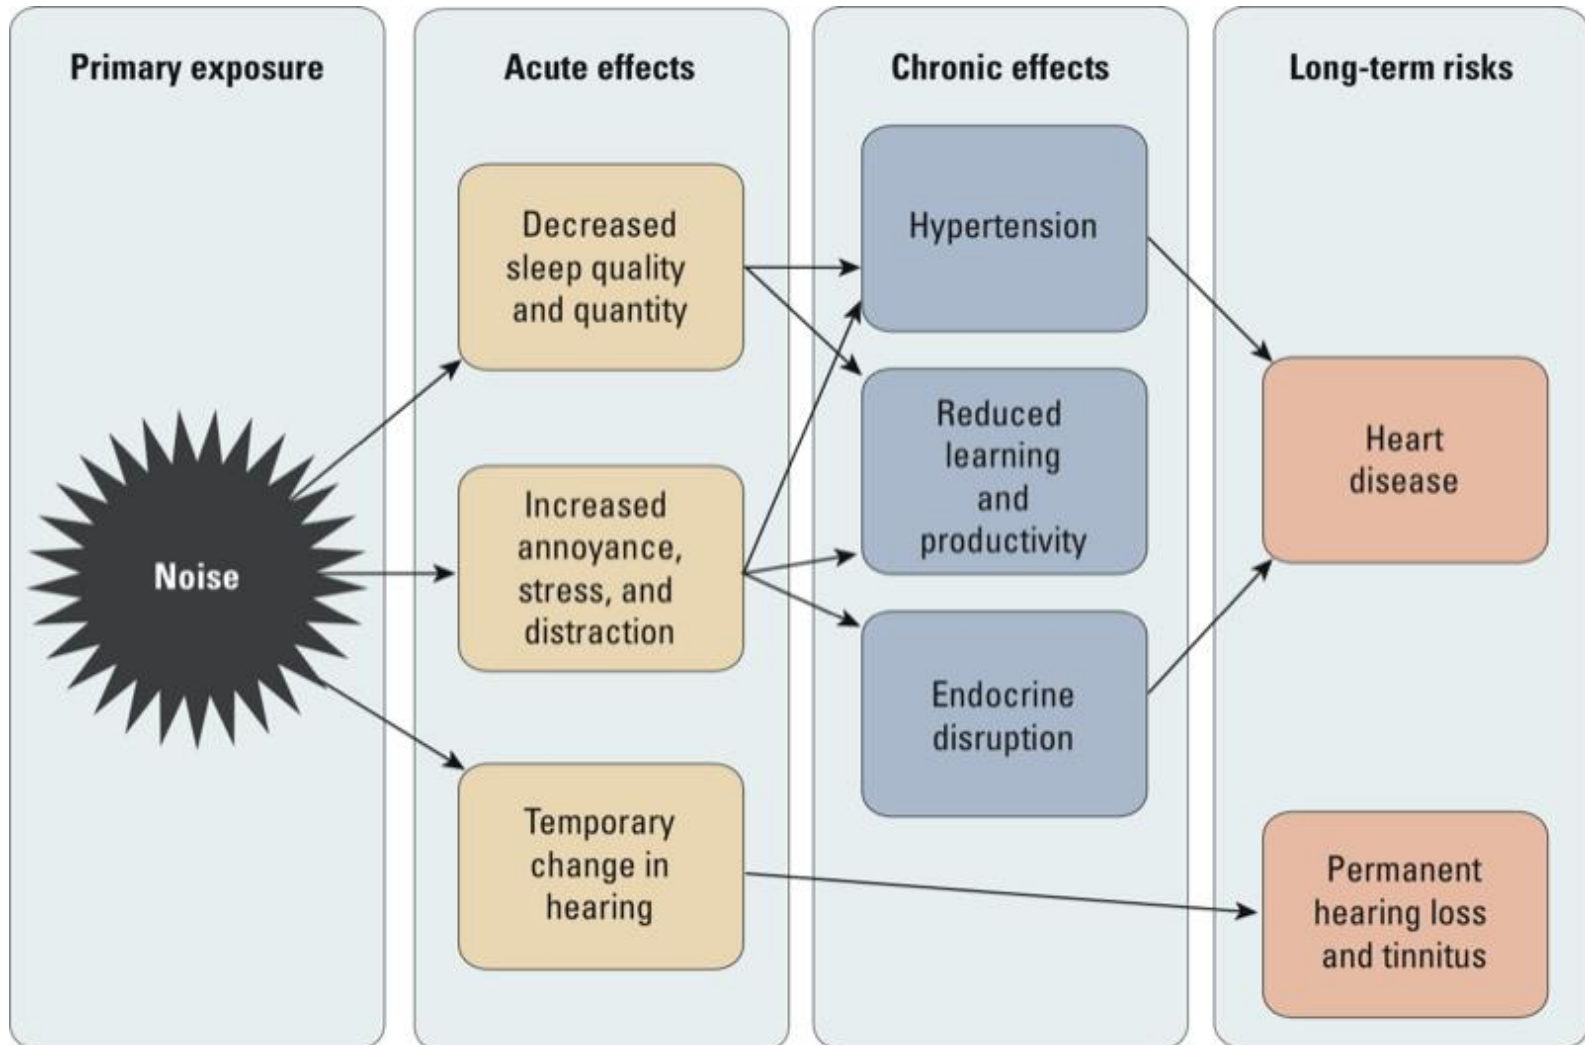 Primary exposure
Acute effects
Chronic effects
Long-term risks
Noise
Decreased
sleep quality
and quantity
Increased
annoyance,
stress, and
distraction
Temporary
change in
hearing
Hypertension
Reduced
learning
and
productivity
Endocrine
disruption
Heart
disease
Permanent
hearing loss
and tinnitus